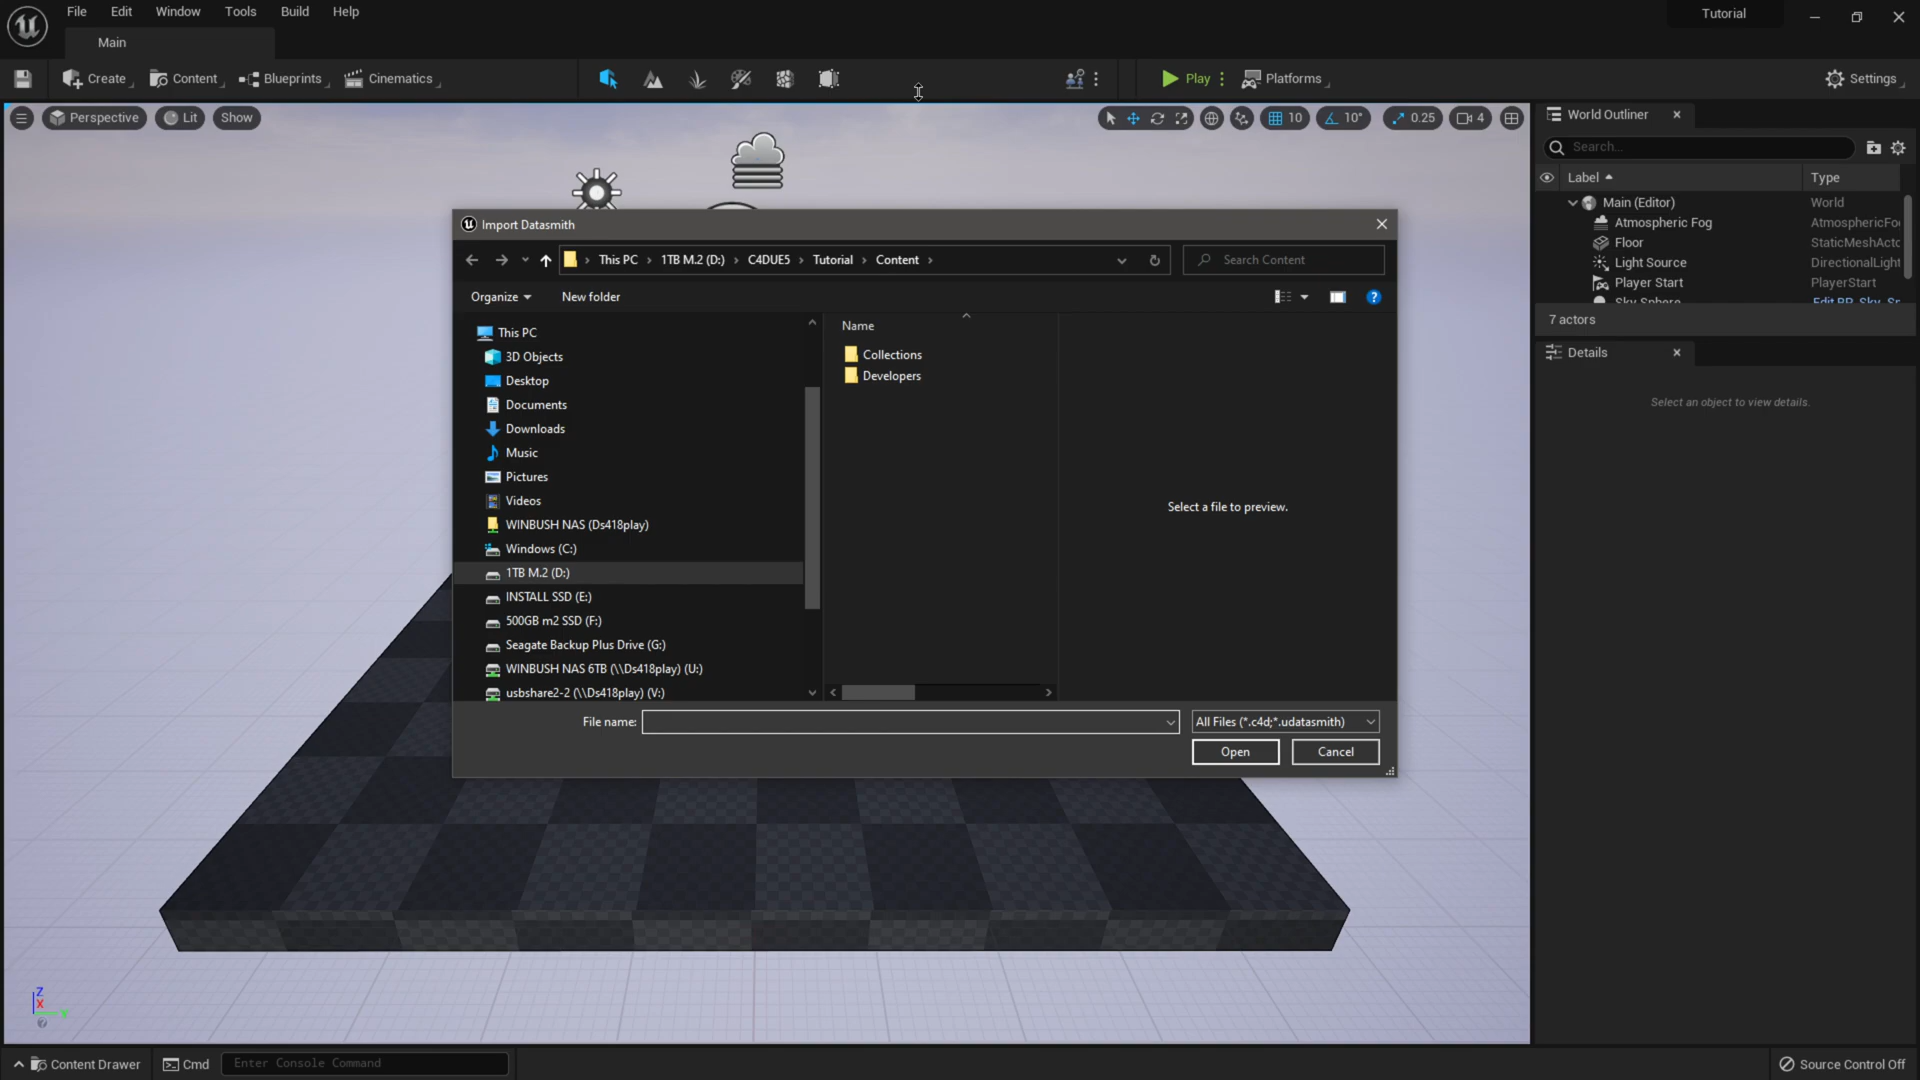 File Edit Window Tools Build Help
Tutorial
Main
Create Content Blueprints Cinematics
Play Platforms
Settings
Perspective Lit Show
10 10° 0.25 4
World Outliner
Search...
Label Type
Main (Editor) World
Atmospheric Fog AtmosphericFo
Floor StaticMeshActo
Light Source DirectionalLight
Player Start PlayerStart
Sky Sphere Edit BP_Sky_Sp
7 actors
Details
Select an object to view details.
Import Datasmith
This PC 1TB M.2 (D:) C4DUE5 Tutorial Content
Search Content
Organize New folder
This PC
3D Objects
Desktop
Documents
Downloads
Music
Pictures
Videos
WINBUSH NAS (Ds418play)
Windows (C:)
1TB M.2 (D:)
INSTALL SSD (E:)
500GB m2 SSD (F:)
Seagate Backup Plus Drive (G:)
WINBUSH NAS 6TB (\\Ds418play) (U:)
usbshare2-2 (\\Ds418play) (V:)
Name
Collections
Developers
Select a file to preview.
File name:
All Files (*.c4d;*.udatasmith)
Open Cancel
Z
X
Content Drawer Cmd Enter Console Command
Source Control Off